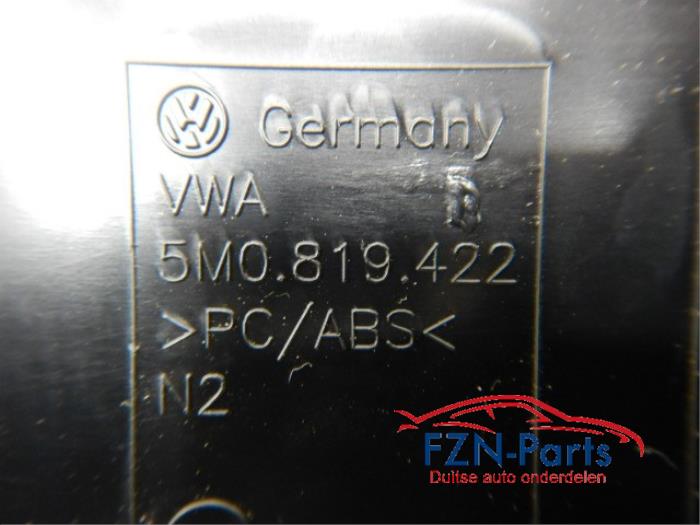 Germany
VWA B
5M0.819.422
>PC/ABS<
N2
FZN-Parts
Duitse auto onderdelen